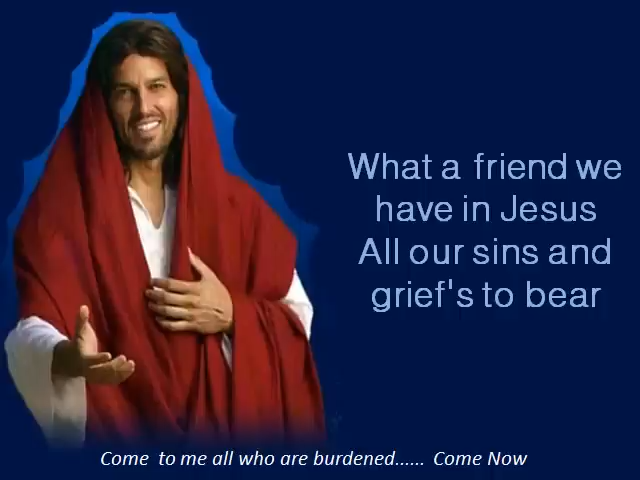 What a friend we
have in Jesus
All our sins and
grief's to bear
Come to me all who are burdened...... Come Now